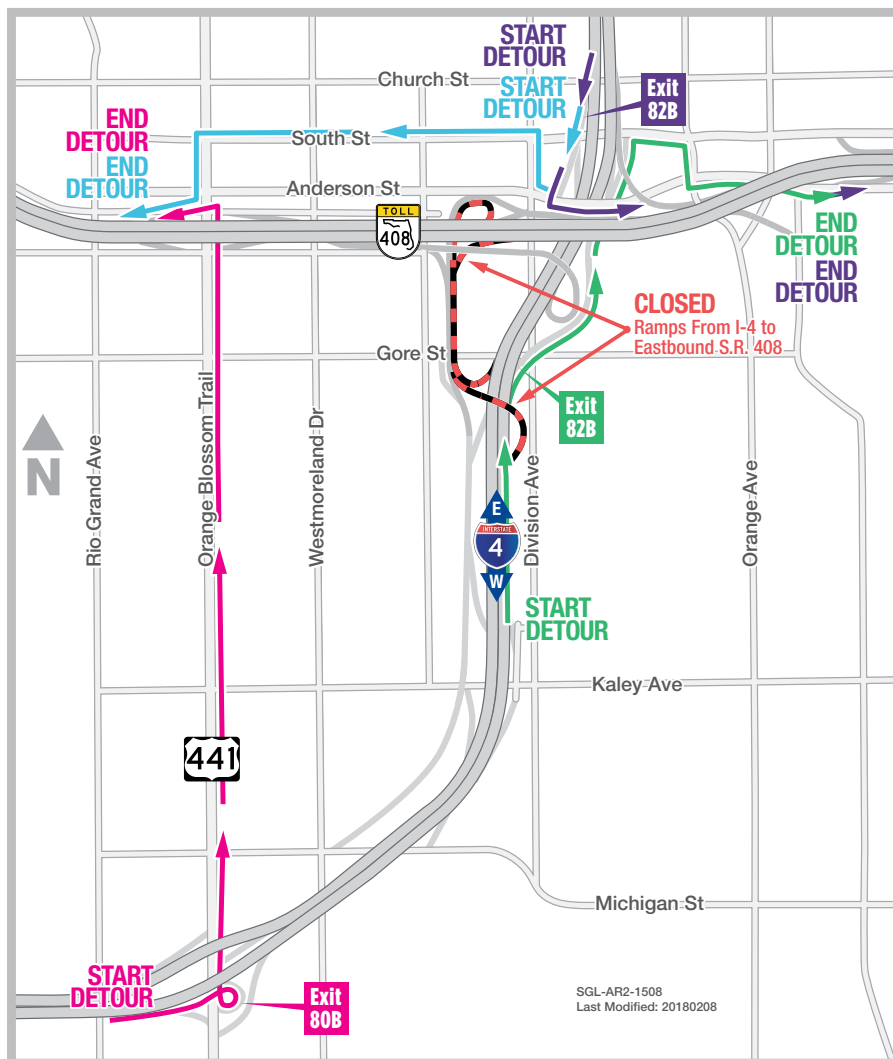 START
DETOUR
Church St
START
DETOUR
Exit
82B
END
DETOUR
South St
END
DETOUR
Anderson St
TOLL
408
END
DETOUR
END
DETOUR
CLOSED
Ramps From I-4 to
Eastbound S.R. 408
Gore St
Exit
82B
N
Rio Grand Ave
Orange Blossom Trail
Westmoreland Dr
Division Ave
Orange Ave
E
INTERSTATE
4
W
START
DETOUR
Kaley Ave
441
Michigan St
START
DETOUR
Exit
80B
SGL-AR2-1508
Last Modified: 20180208